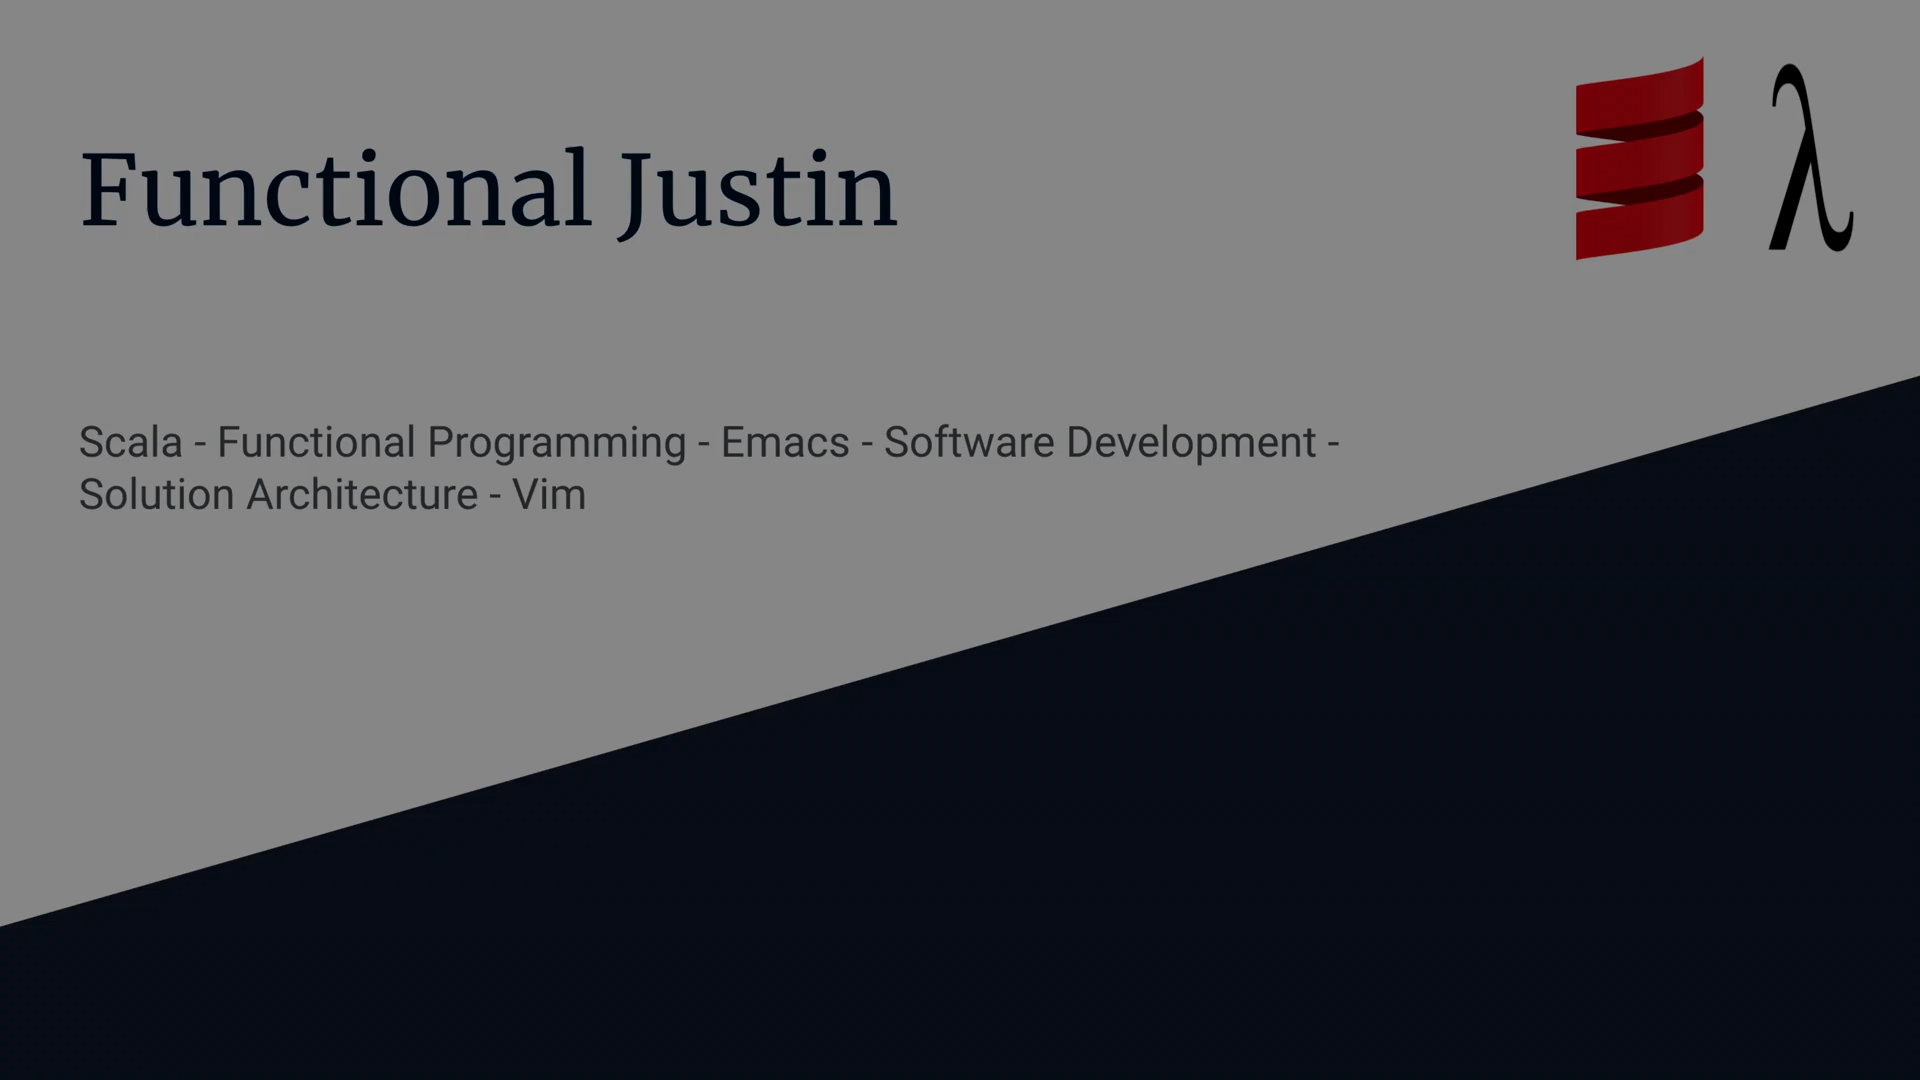 Functional Justin
λ
Scala - Functional Programming - Emacs - Software Development -
Solution Architecture - Vim